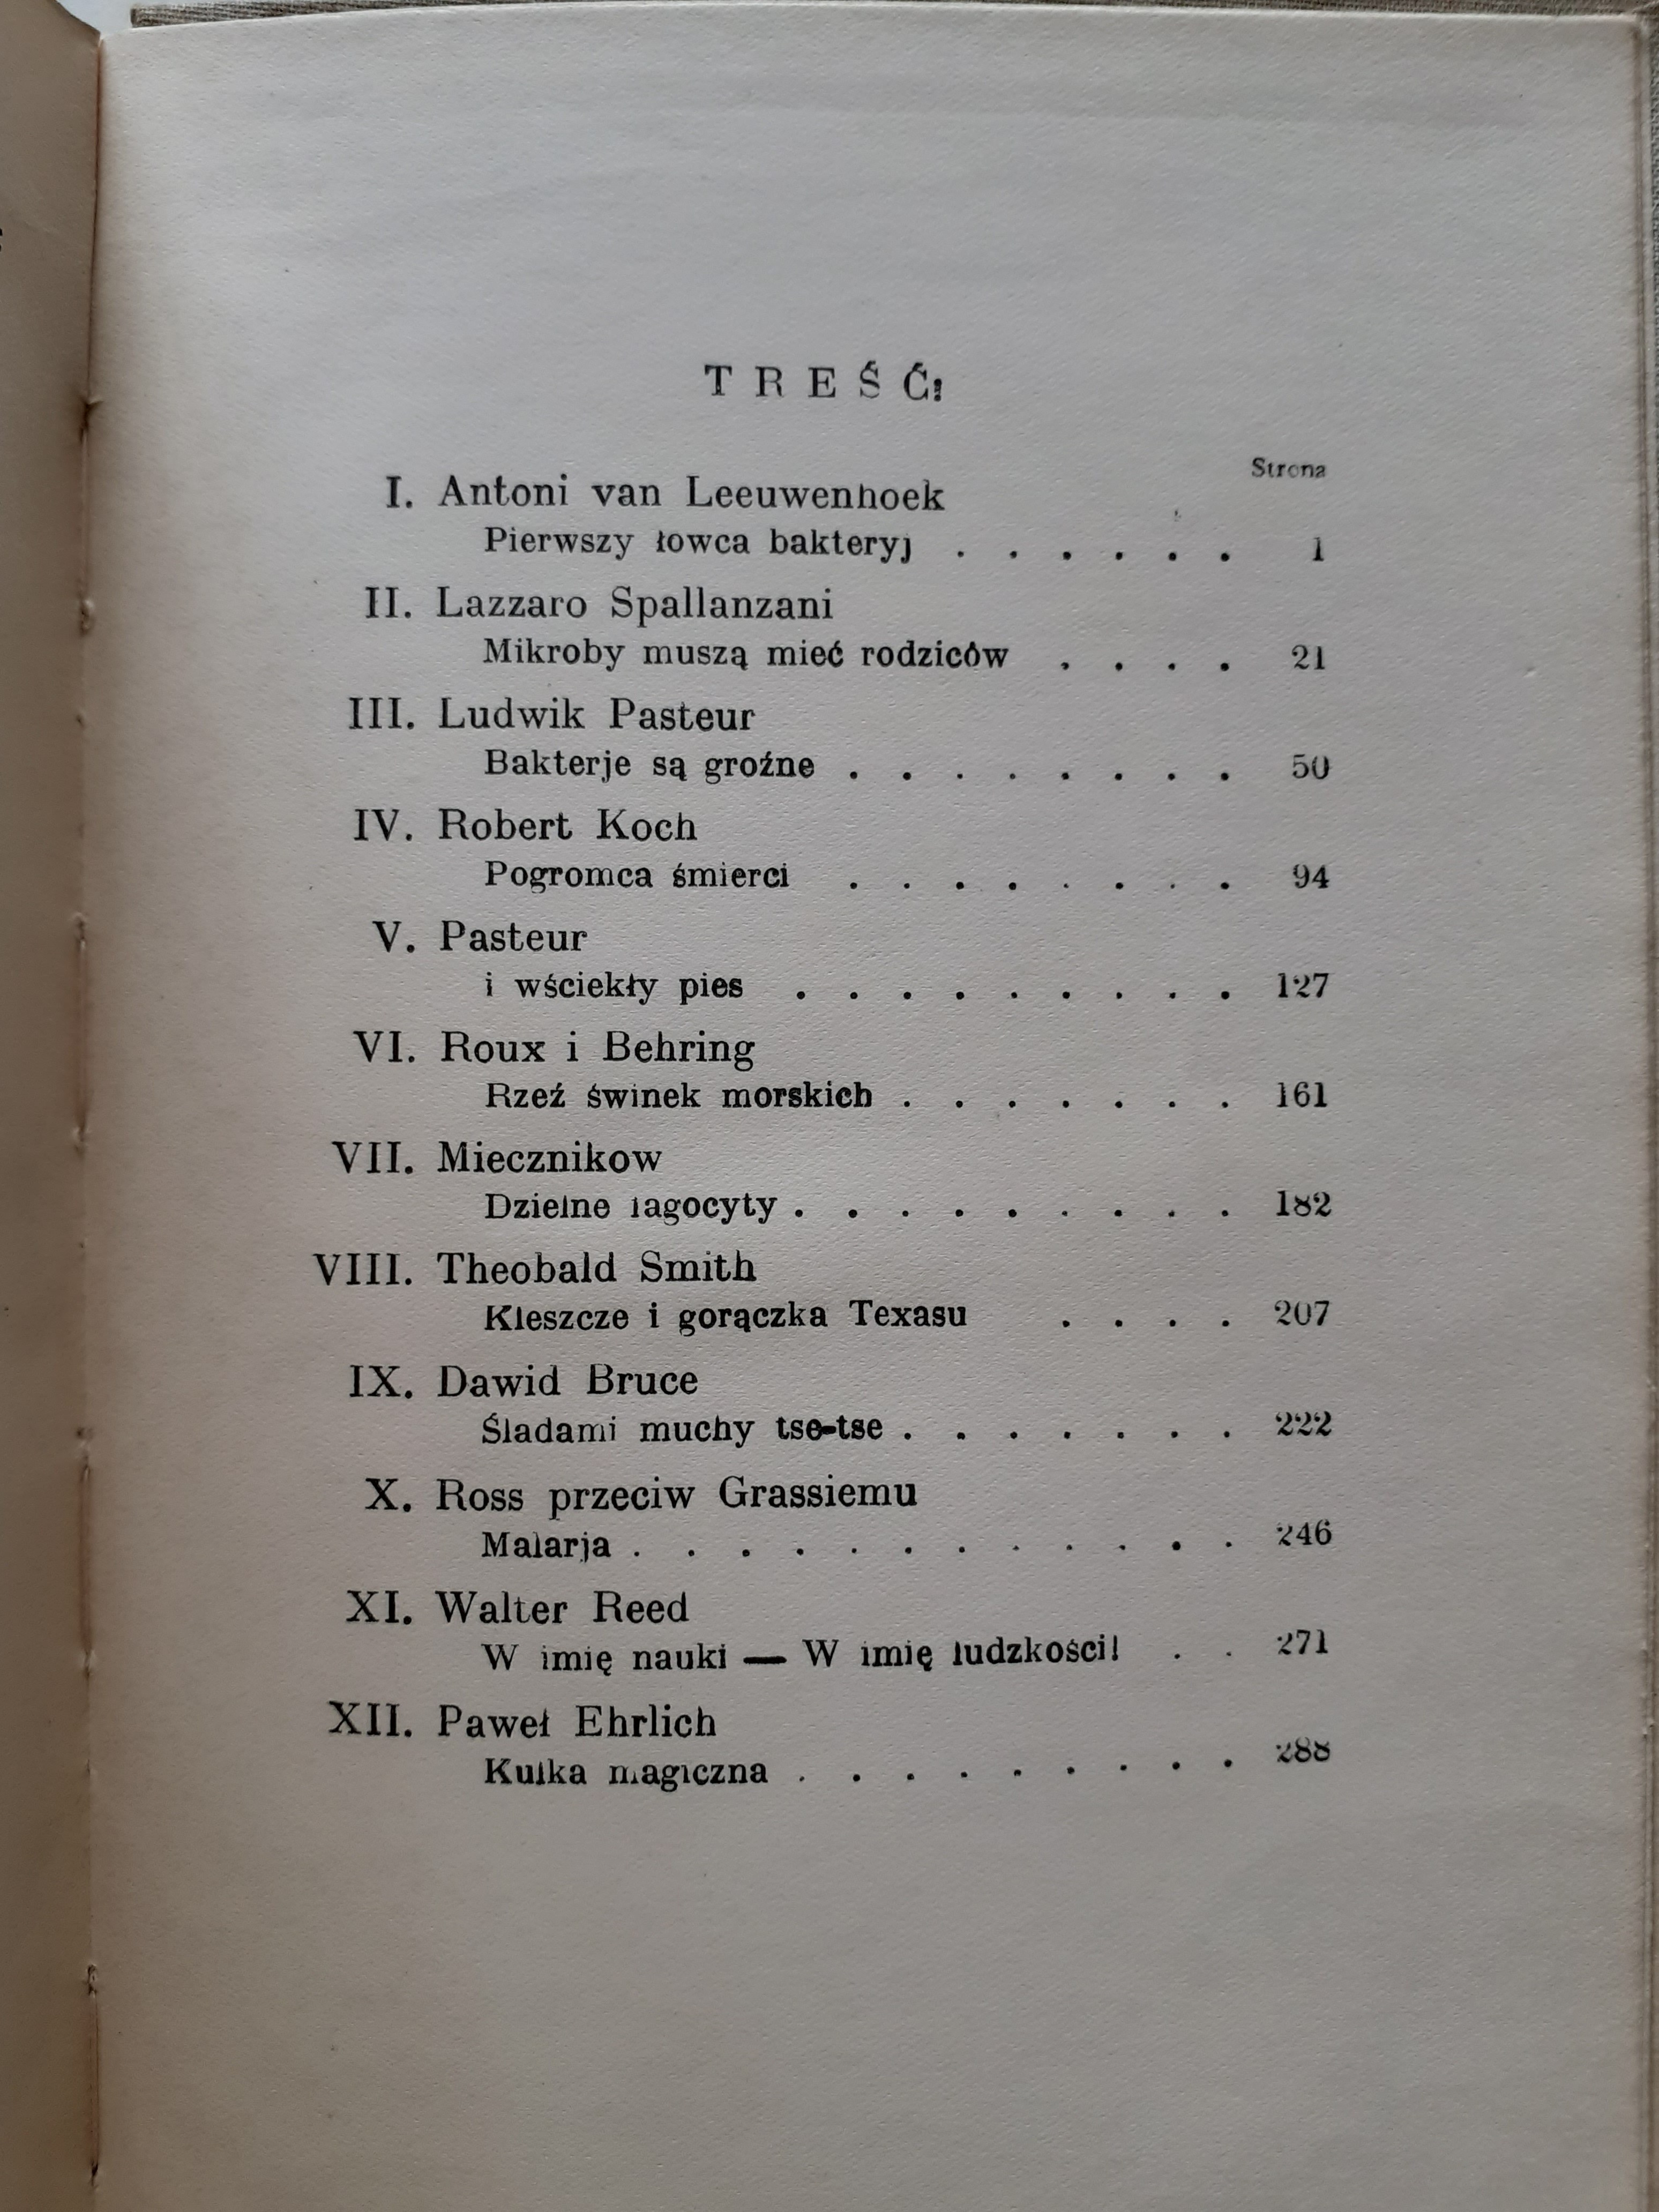 TREŚĆ:
Strona
I. Antoni van Leeuwenhoek
Pierwszy łowca bakteryj . . . . . . 1
II. Lazzaro Spallanzani
Mikroby muszą mieć rodziców . . . . 21
III. Ludwik Pasteur
Bakterje są groźne . . . . . . . . 50
IV. Robert Koch
Pogromca śmierci . . . . . . . . 94
V. Pasteur
i wściekły pies . . . . . . . . . 127
VI. Roux i Behring
Rzeź świnek morskich . . . . . . . 161
VII. Miecznikow
Dzielne fagocyty . . . . . . . . . 182
VIII. Theobald Smith
Kleszcze i gorączka Texasu . . . . 207
IX. Dawid Bruce
Śladami muchy tse-tse . . . . . . . 222
X. Ross przeciw Grassiemu
Malarja . . . . . . . . . . . . 246
XI. Walter Reed
W imię nauki — W imię ludzkości! . . 271
XII. Paweł Ehrlich
Kulka magiczna . . . . . . . . . 288